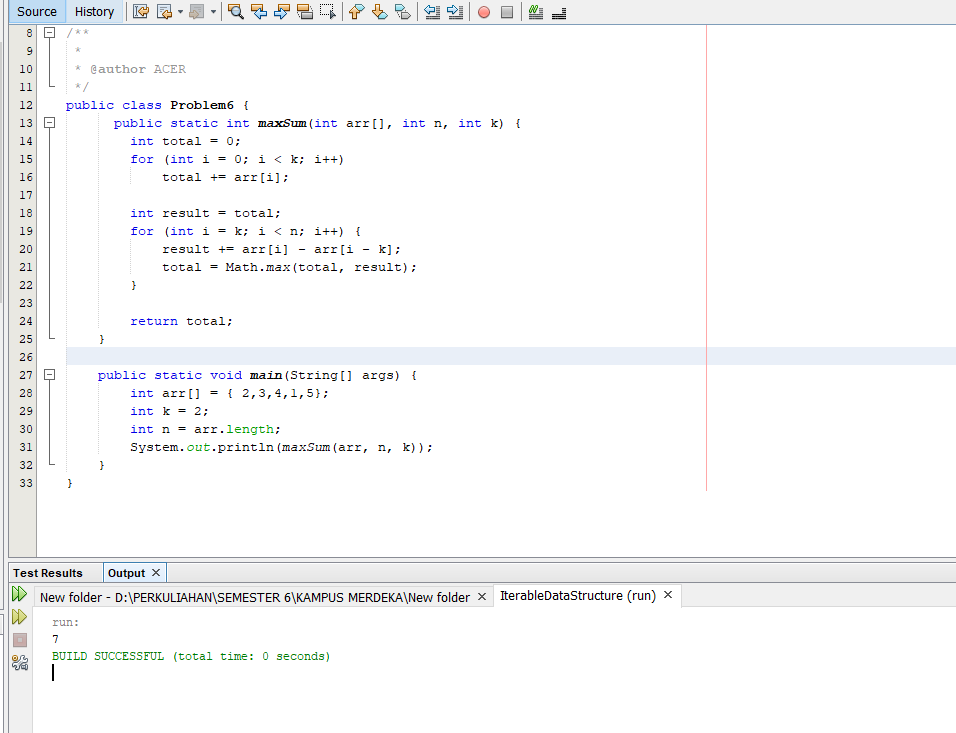 Source History
8 /**
9 *
10 * @author ACER
11 */
12 public class Problem6 {
13 public static int maxSum(int arr[], int n, int k) {
14 int total = 0;
15 for (int i = 0; i < k; i++)
16 total += arr[i];
17
18 int result = total;
19 for (int i = k; i < n; i++) {
20 result += arr[i] - arr[i - k];
21 total = Math.max(total, result);
22 }
23
24 return total;
25 }
26
27 public static void main(String[] args) {
28 int arr[] = { 2,3,4,1,5};
29 int k = 2;
30 int n = arr.length;
31 System.out.println(maxSum(arr, n, k));
32 }
33 }
Test Results Output ×
New folder - D:\PERKULIAHAN\SEMESTER 6\KAMPUS MERDEKA\New folder × IterableDataStructure (run) ×
run:
7
BUILD SUCCESSFUL (total time: 0 seconds)